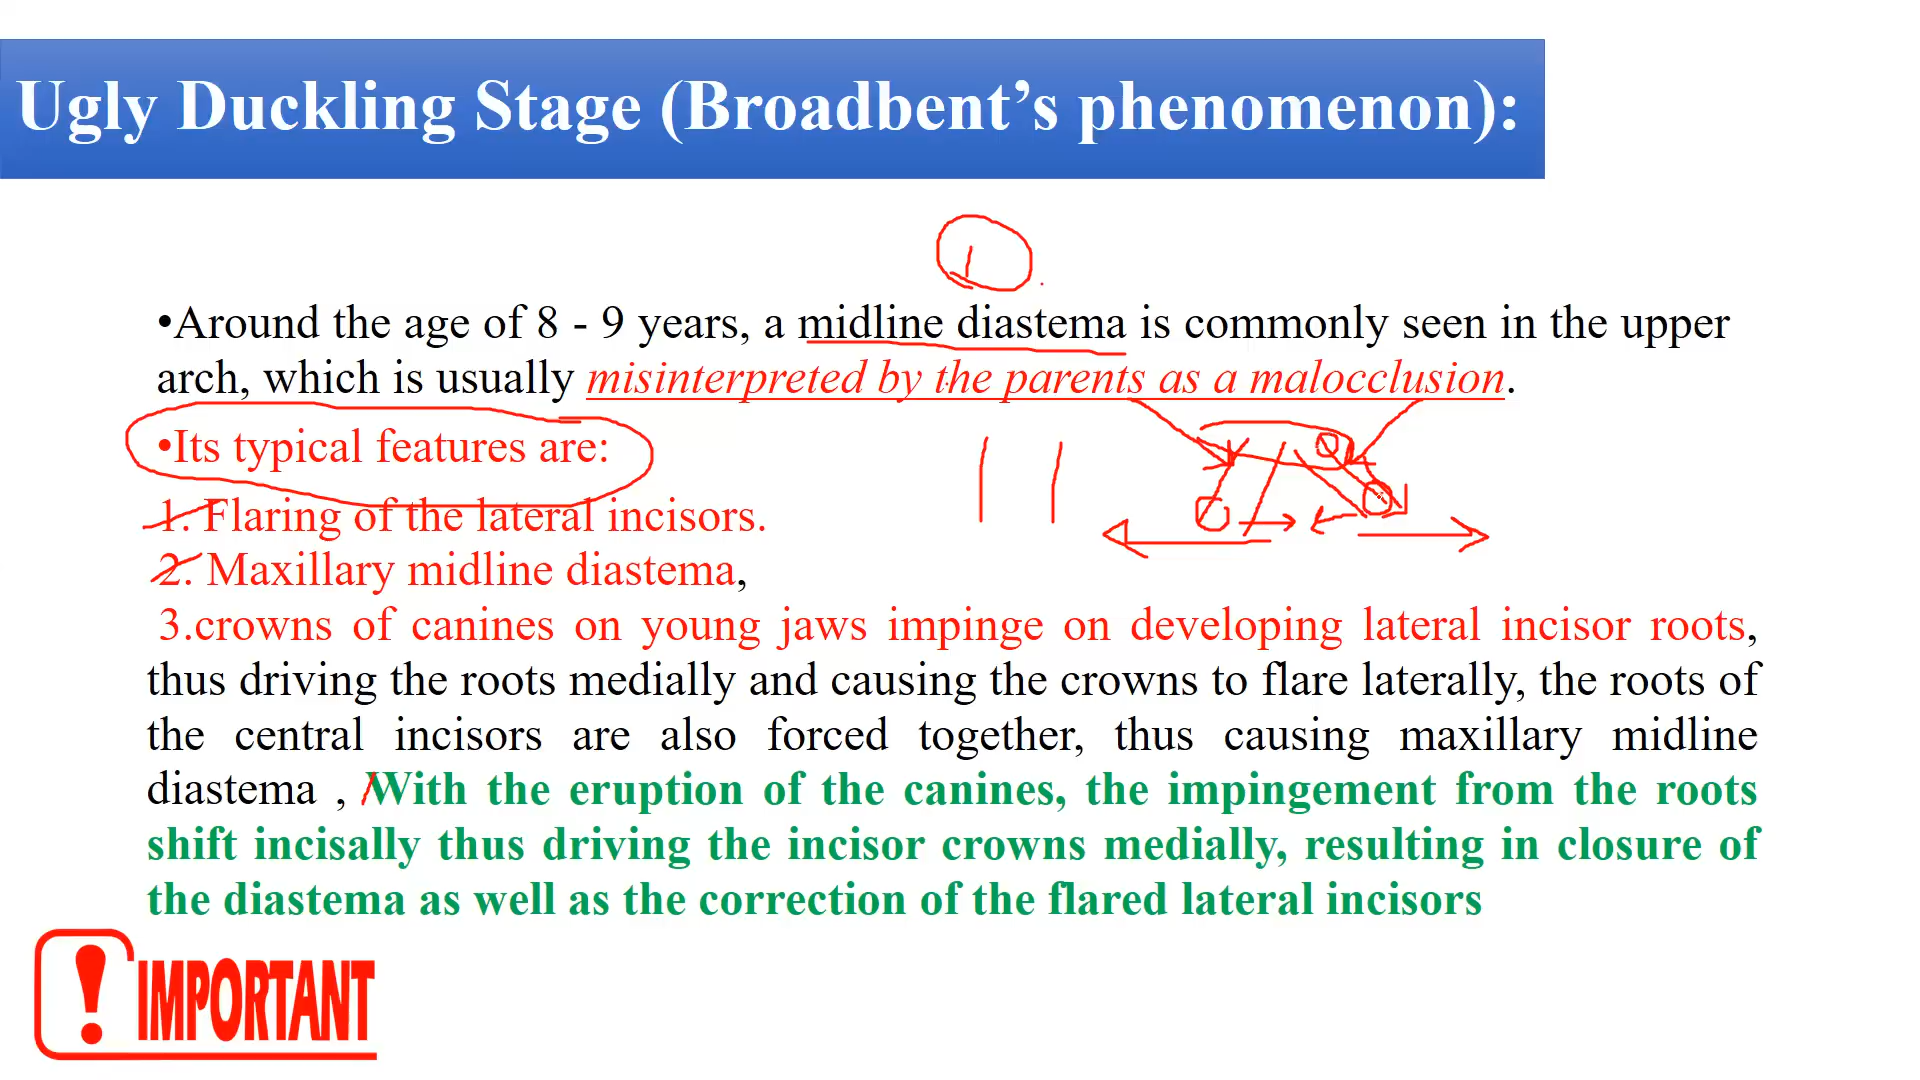 Ugly Duckling Stage (Broadbent’s phenomenon):
1
•Around the age of 8 - 9 years, a midline diastema is commonly seen in the upper
arch, which is usually misinterpreted by the parents as a malocclusion.
•Its typical features are:
1. Flaring of the lateral incisors.
2. Maxillary midline diastema,
3.crowns of canines on young jaws impinge on developing lateral incisor roots,
thus driving the roots medially and causing the crowns to flare laterally, the roots of
the central incisors are also forced together, thus causing maxillary midline
diastema , With the eruption of the canines, the impingement from the roots
shift incisally thus driving the incisor crowns medially, resulting in closure of
the diastema as well as the correction of the flared lateral incisors
! IMPORTANT